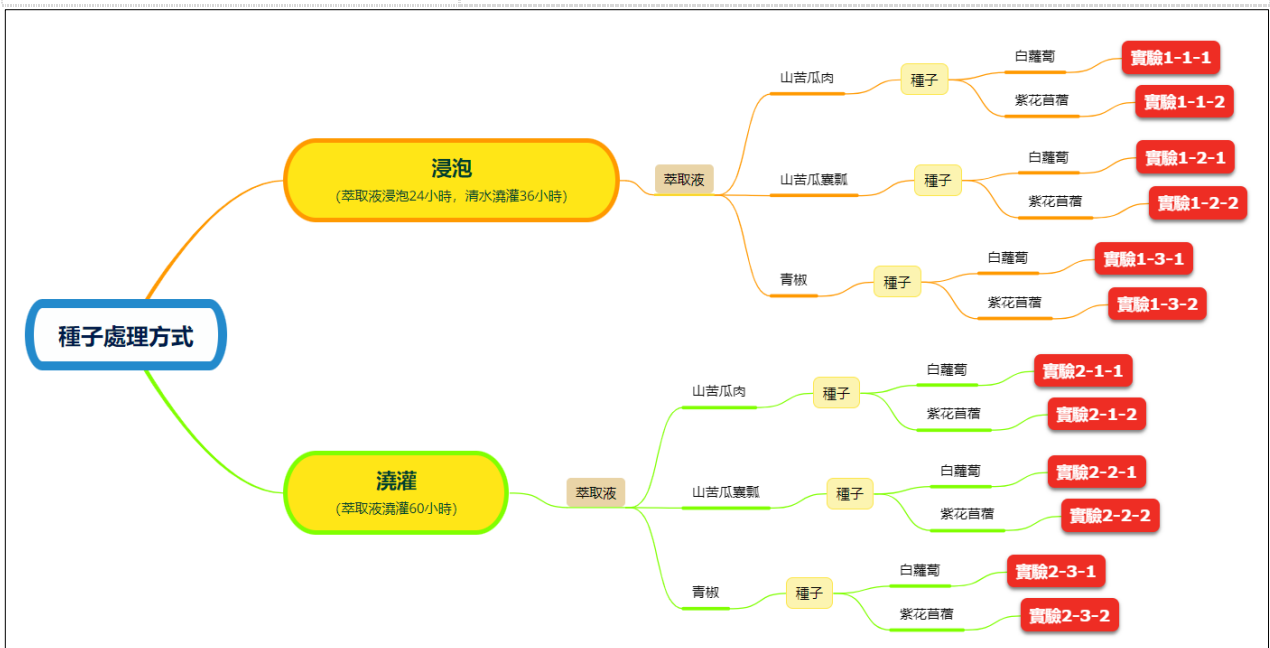 種子處理方式
浸泡
(萃取液浸泡24小時，清水澆灌36小時)
萃取液
山苦瓜肉
種子
白蘿蔔
實驗1-1-1
紫花苜蓿
實驗1-1-2
山苦瓜囊瓤
種子
白蘿蔔
實驗1-2-1
紫花苜蓿
實驗1-2-2
青椒
種子
白蘿蔔
實驗1-3-1
紫花苜蓿
實驗1-3-2
澆灌
(萃取液澆灌60小時)
萃取液
山苦瓜肉
種子
白蘿蔔
實驗2-1-1
紫花苜蓿
實驗2-1-2
山苦瓜囊瓤
種子
白蘿蔔
實驗2-2-1
紫花苜蓿
實驗2-2-2
青椒
種子
白蘿蔔
實驗2-3-1
紫花苜蓿
實驗2-3-2